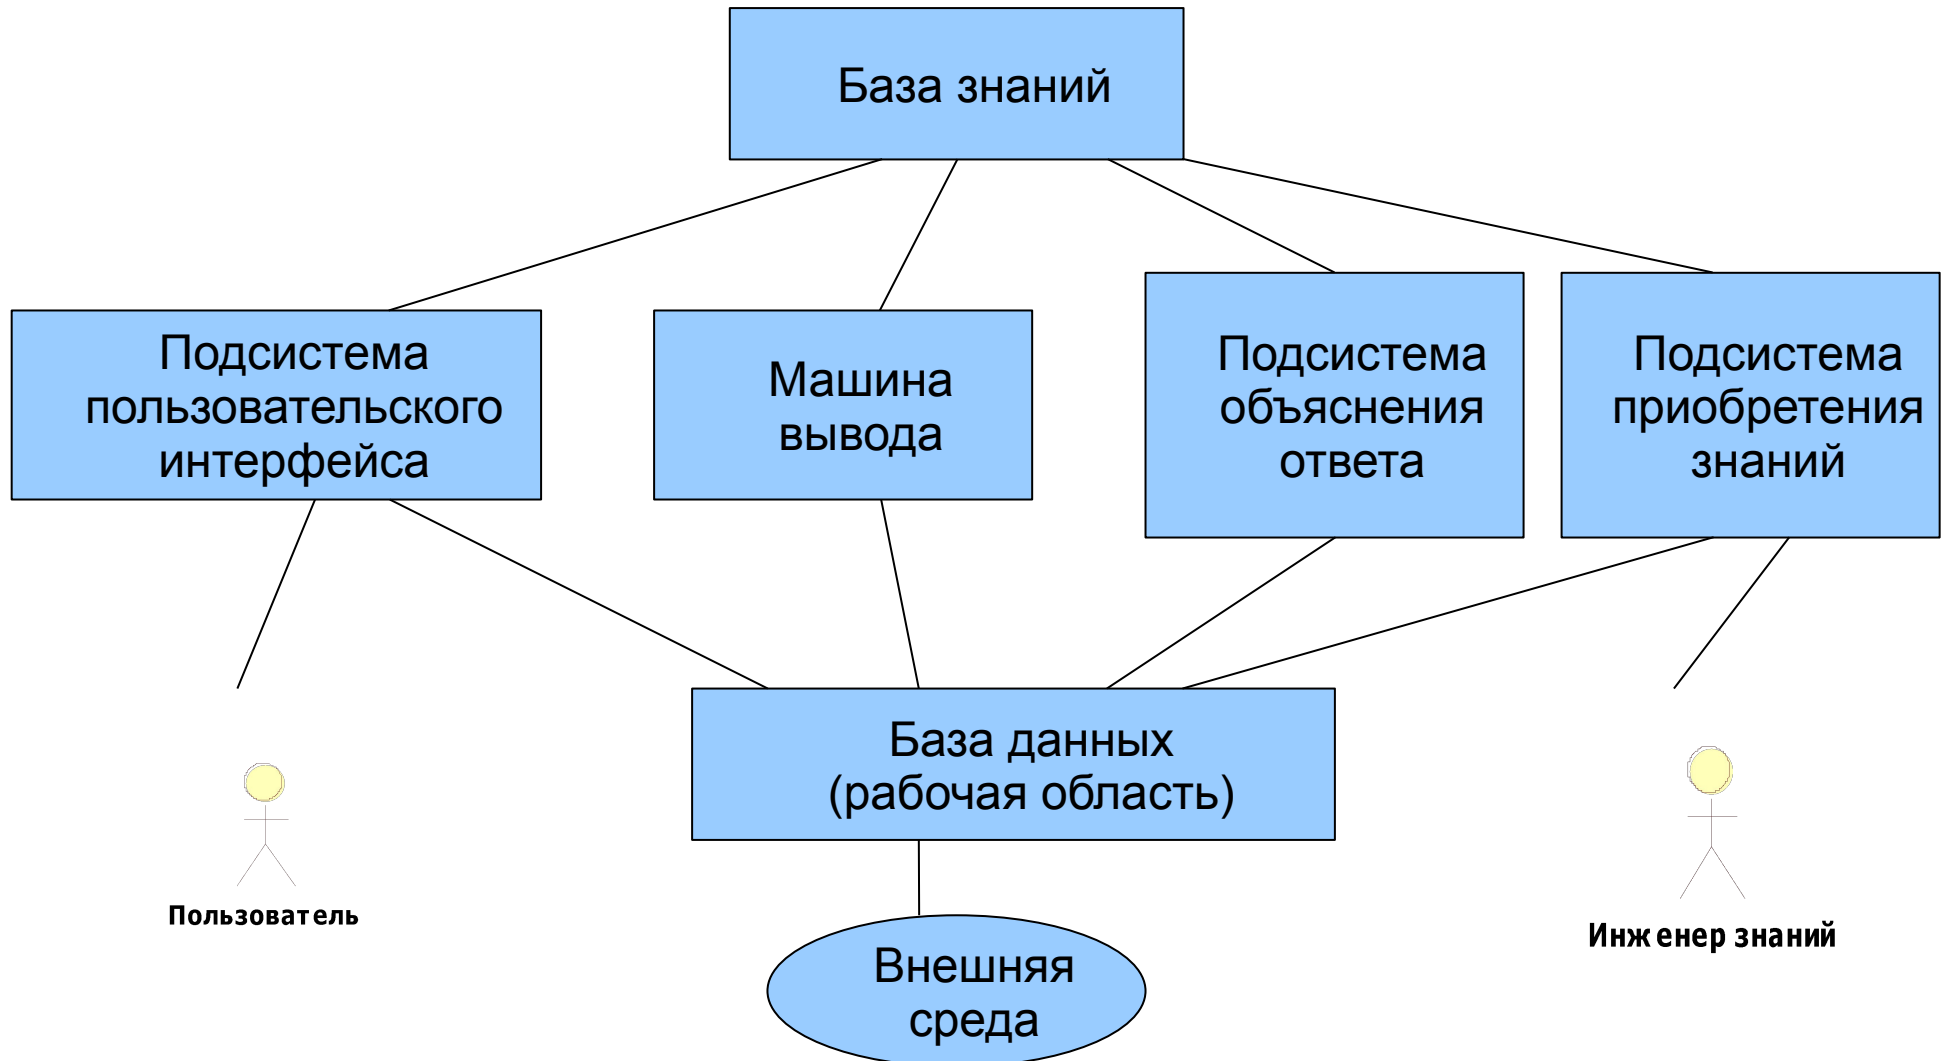 База знаний
Подсистема
пользовательского
интерфейса
Машина
вывода
Подсистема
объяснения
ответа
Подсистема
приобретения
знаний
База данных
(рабочая область)
Пользователь
Инженер знаний
Внешняя
среда